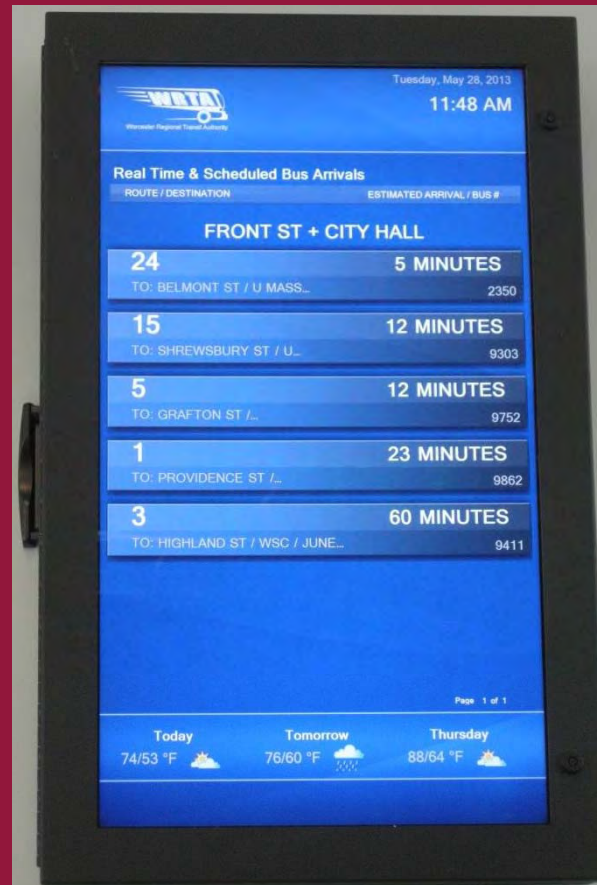 Tuesday, May 28, 2013
WRTA
11:48 AM
Worcester Regional Transit Authority
Real Time & Scheduled Bus Arrivals
ROUTE / DESTINATION ESTIMATED ARRIVAL / BUS #
FRONT ST + CITY HALL
24 5 MINUTES
TO: BELMONT ST / U MASS... 2350
15 12 MINUTES
TO: SHREWSBURY ST / U... 9303
5 12 MINUTES
TO: GRAFTON ST /... 9752
1 23 MINUTES
TO: PROVIDENCE ST /... 9862
3 60 MINUTES
TO: HIGHLAND ST / WSC / JUNE... 9411
Page 1 of 1
Today Tomorrow Thursday
74/53 °F 76/60 °F 88/64 °F